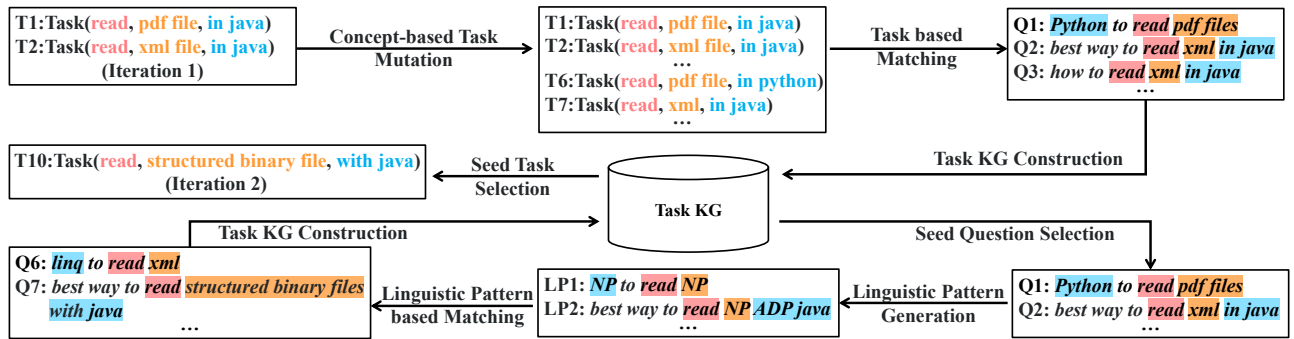 T1:Task(read, pdf file, in java)
T2:Task(read, xml file, in java)
(Iteration 1)
Concept-based Task
Mutation
T1:Task(read, pdf file, in java)
T2:Task(read, xml file, in java)
...
T6:Task(read, pdf file, in python)
T7:Task(read, xml, in java)
...
Task based
Matching
Q1: Python to read pdf files
Q2: best way to read xml in java
Q3: how to read xml in java
...
Task KG Construction
T10:Task(read, structured binary file, with java)
(Iteration 2)
Seed Task
Selection
Task KG
Task KG Construction
Seed Question Selection
Q6: linq to read xml
Q7: best way to read structured binary files
with java
...
Linguistic Pattern
based Matching
LP1: NP to read NP
LP2: best way to read NP ADP java
...
Linguistic Pattern
Generation
Q1: Python to read pdf files
Q2: best way to read xml in java
...